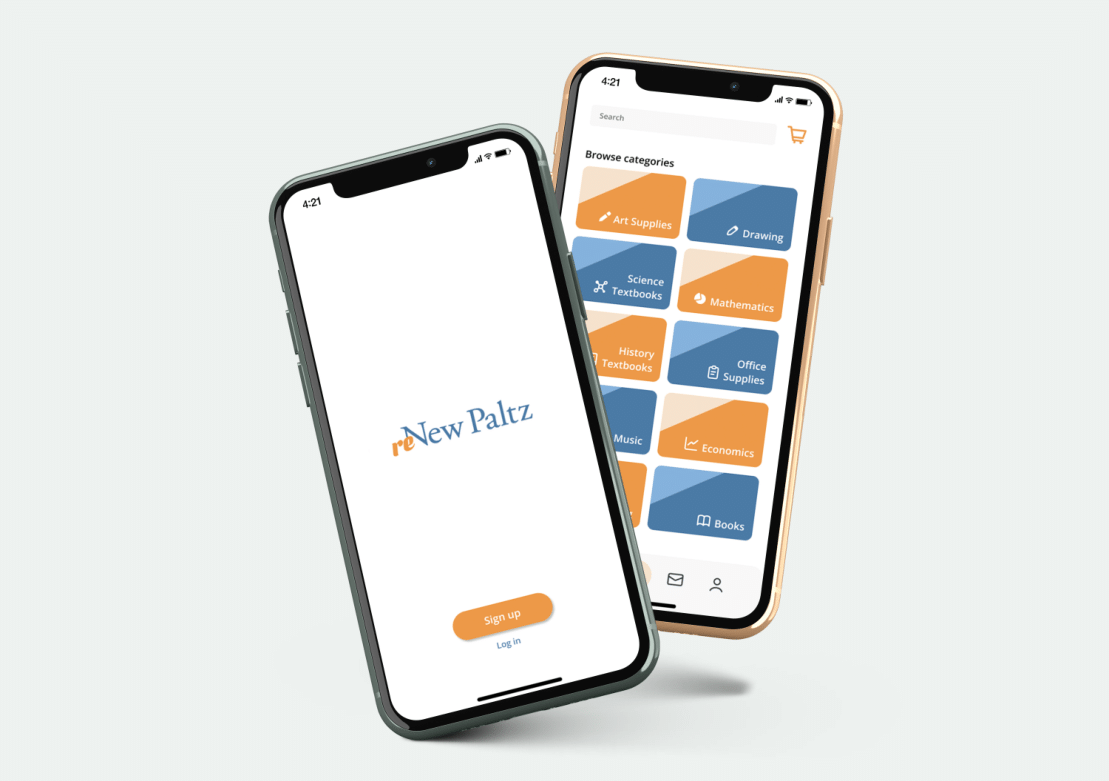 4:21
reNew Paltz
Sign up
Log in
4:21
Search
Browse categories
Art Supplies
Drawing
Science
Textbooks
Mathematics
History
Textbooks
Office
Supplies
Music
Economics
Books